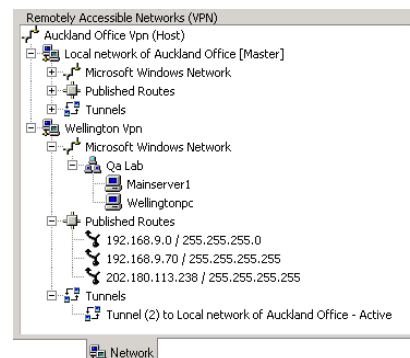 Remotely Accessible Networks (VPN)
Auckland Office Vpn (Host)
Local network of Auckland Office [Master]
Microsoft Windows Network
Published Routes
Tunnels
Wellington Vpn
Microsoft Windows Network
Qa Lab
Mainserver1
Wellingtonpc
Published Routes
192.168.9.0 / 255.255.255.0
192.168.9.70 / 255.255.255.255
202.180.113.238 / 255.255.255.255
Tunnels
Tunnel (2) to Local network of Auckland Office - Active
Network